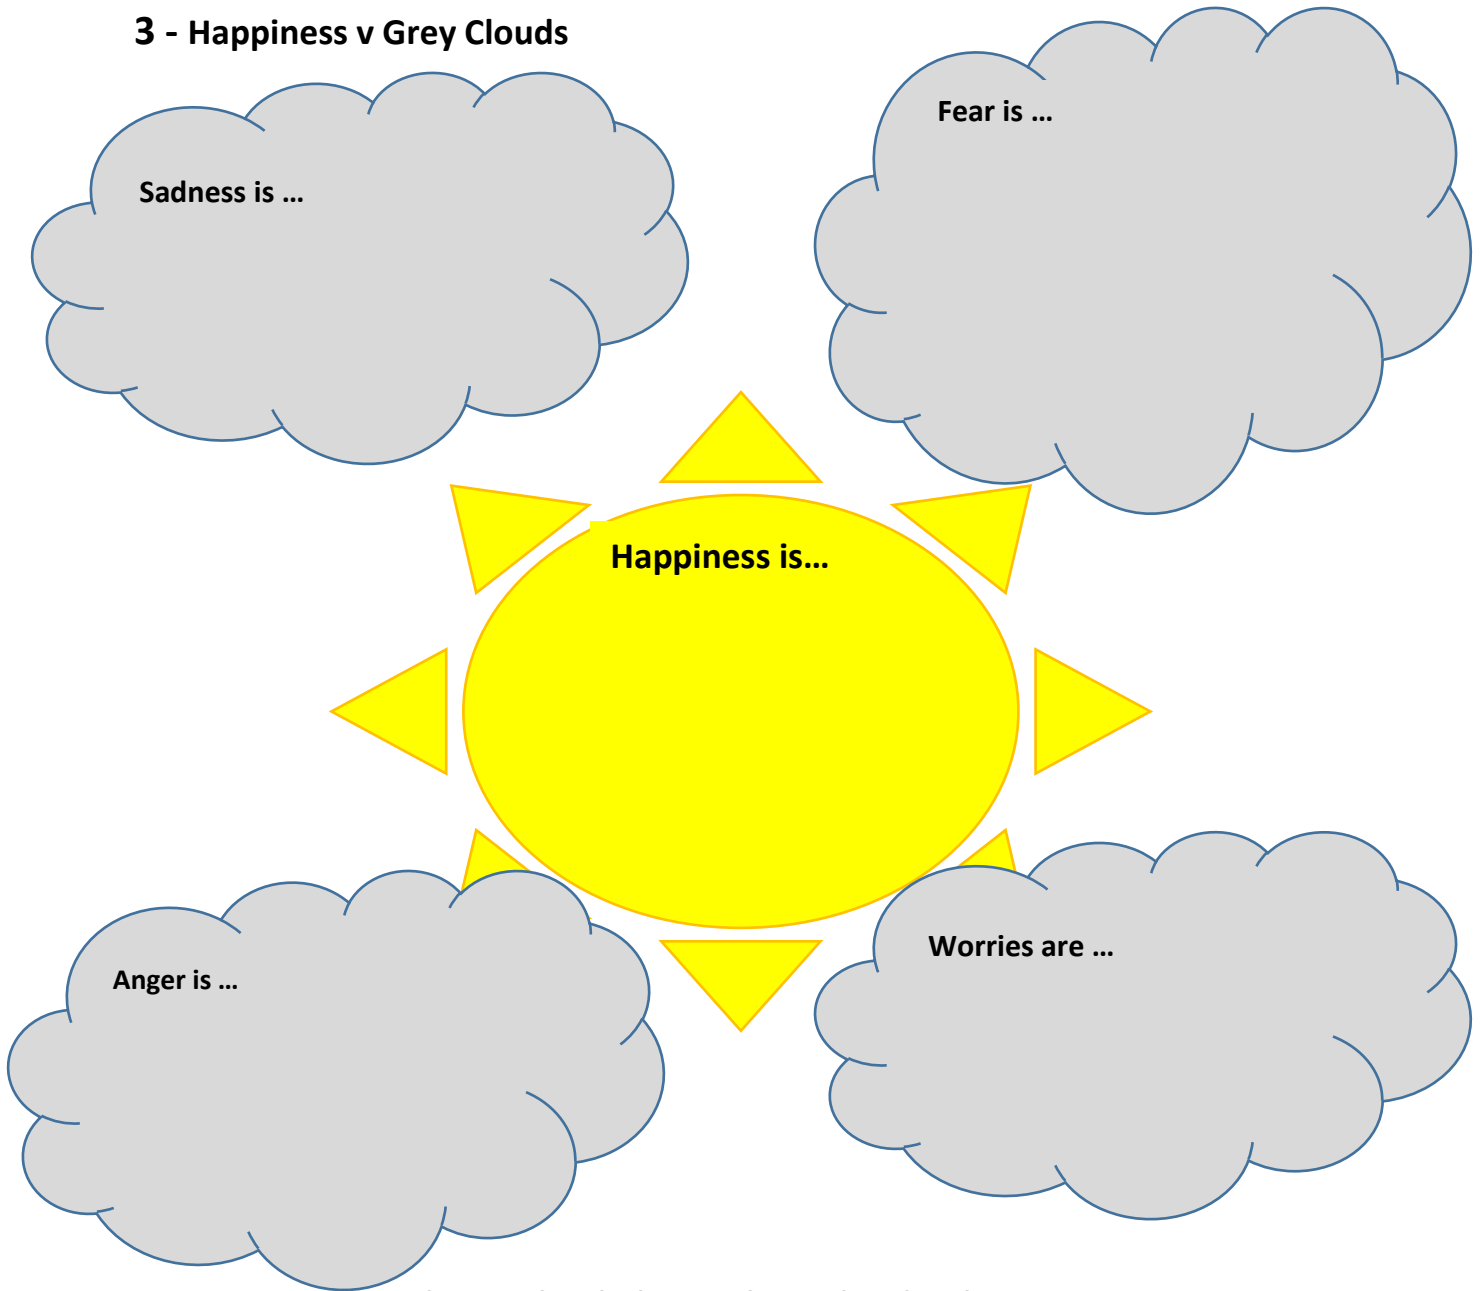 3 - Happiness v Grey Clouds
Fear is …
Sadness is …
Happiness is…
Worries are …
Anger is …